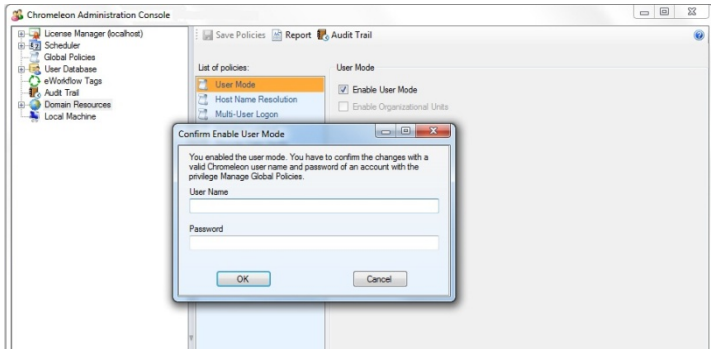 Chromeleon Administration Console
License Manager (localhost)
Scheduler
Global Policies
User Database
eWorkflow Tags
Audit Trail
Domain Resources
Local Machine
Save Policies Report Audit Trail
List of policies:
User Mode
Host Name Resolution
Multi-User Logon
User Mode
Enable User Mode
Enable Organizational Units
Confirm Enable User Mode
You enabled the user mode. You have to confirm the changes with a
valid Chromeleon user name and password of an account with the
privilege Manage Global Policies.
User Name
Password
OK Cancel